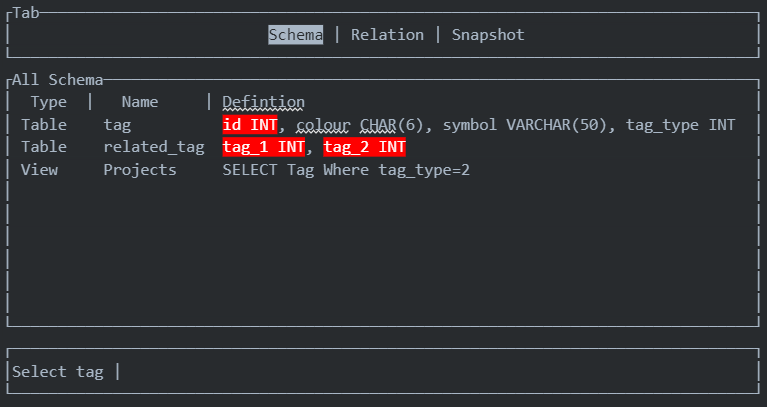 Tab
Schema | Relation | Snapshot
All Schema
Type | Name | Defintion
Table tag id INT, colour CHAR(6), symbol VARCHAR(50), tag_type INT
Table related_tag tag_1 INT, tag_2 INT
View Projects SELECT Tag Where tag_type=2
Select tag |